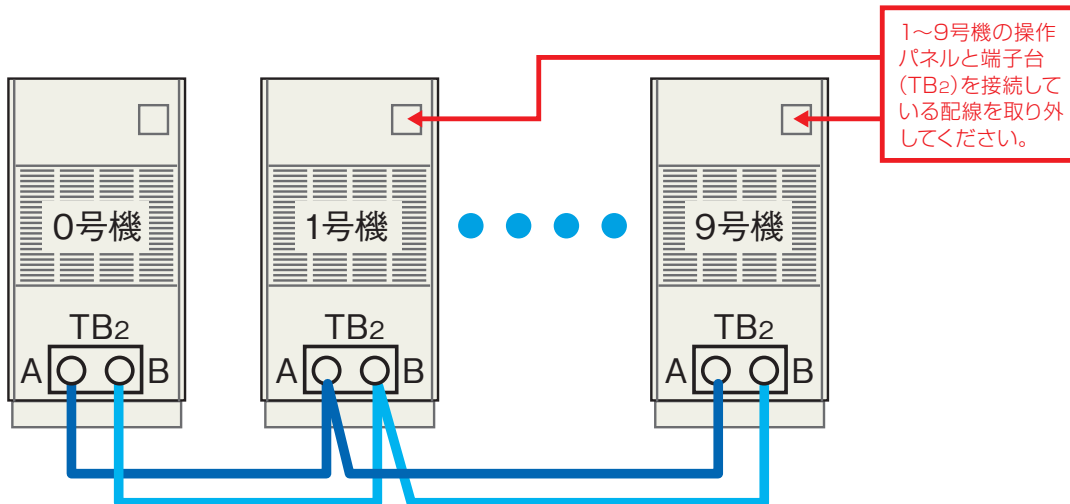 1～9号機の操作
パネルと端子台
（TB2）を接続して
いる配線を取り外
してください。
0号機
1号機
9号機
TB2
TB2
TB2
A
B
A
B
A
B